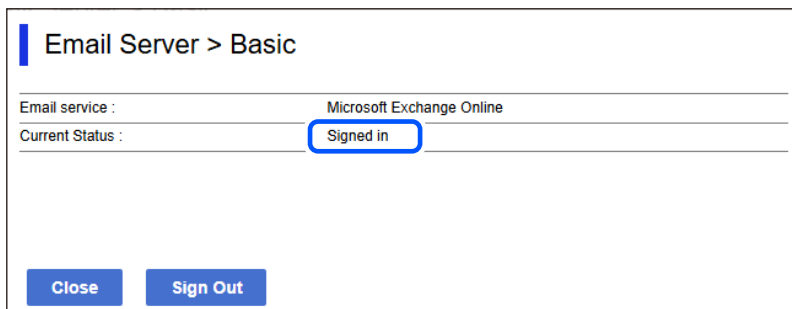 Email Server > Basic
Email service : Microsoft Exchange Online
Current Status : Signed in
Close Sign Out